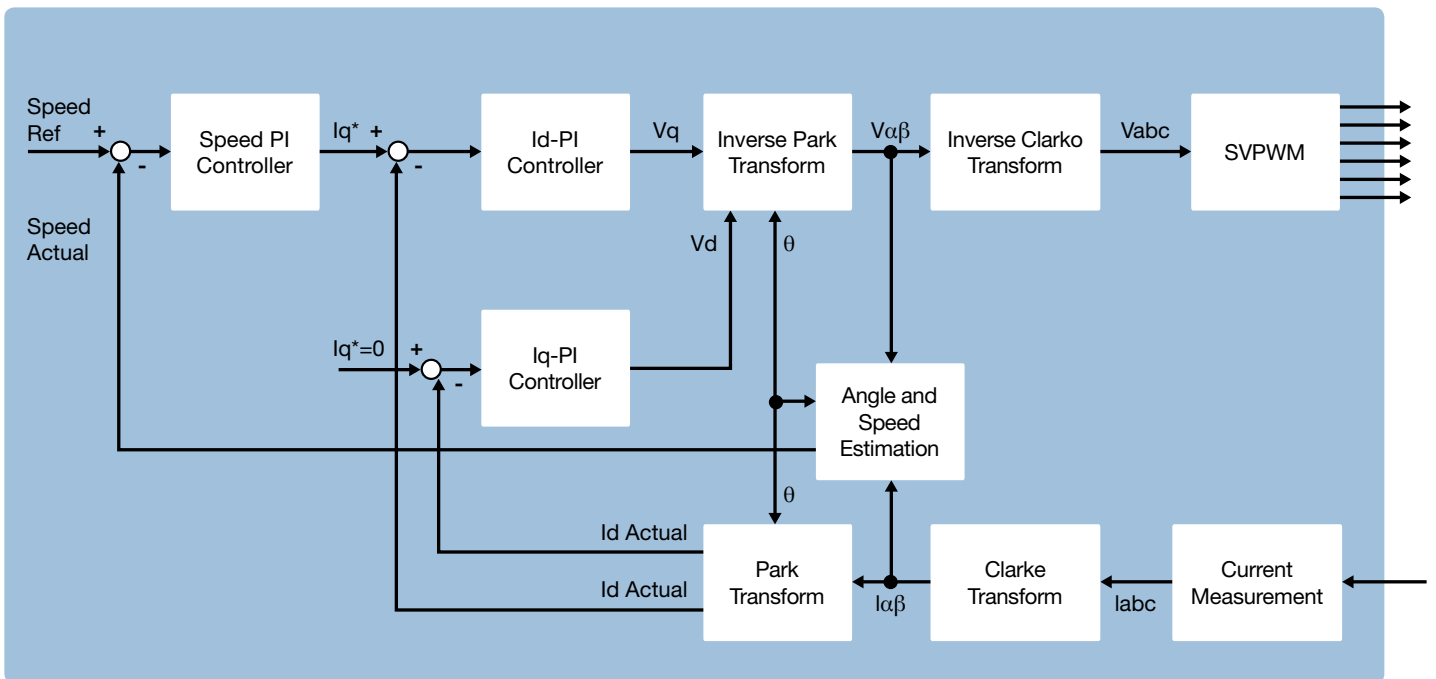 Speed
Ref
+
-
Speed PI
Controller
Iq*
+
-
Id-PI
Controller
Vq
Inverse Park
Transform
Vαβ
Inverse Clarko
Transform
Vabc
SVPWM
Speed
Actual
Vd
θ
Iq*=0
+
-
Iq-PI
Controller
Angle and
Speed
Estimation
θ
Id Actual
Id Actual
Park
Transform
Iαβ
Clarke
Transform
Iabc
Current
Measurement